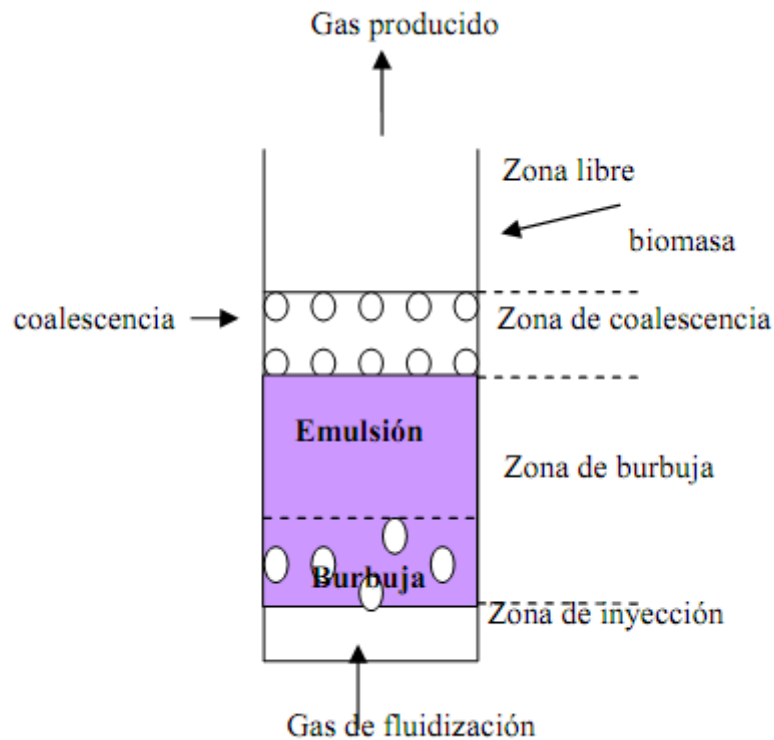 Gas producido
Zona libre
biomasa
coalescencia
Zona de coalescencia
Emulsión
Zona de burbuja
Burbuja
Zona de inyección
Gas de fluidización